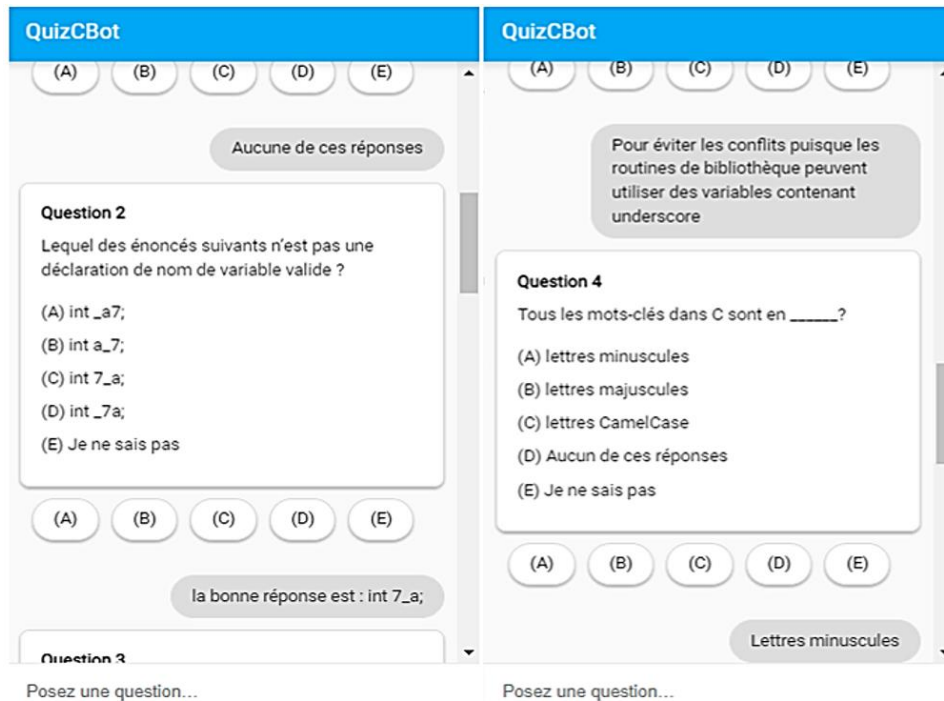 QuizCBot
(A) (B) (C) (D) (E)
Aucune de ces réponses
Question 2
Lequel des énoncés suivants n'est pas une
déclaration de nom de variable valide ?
(A) int _a7;
(B) int a_7;
(C) int 7_a;
(D) int _7a;
(E) Je ne sais pas
(A) (B) (C) (D) (E)
la bonne réponse est : int 7_a;
Question 3
Posez une question...
QuizCBot
(A) (B) (C) (D) (E)
Pour éviter les conflits puisque les
routines de bibliothèque peuvent
utiliser des variables contenant
underscore
Question 4
Tous les mots-clés dans C sont en ______?
(A) lettres minuscules
(B) lettres majuscules
(C) lettres CamelCase
(D) Aucun de ces réponses
(E) Je ne sais pas
(A) (B) (C) (D) (E)
Lettres minuscules
Posez une question...